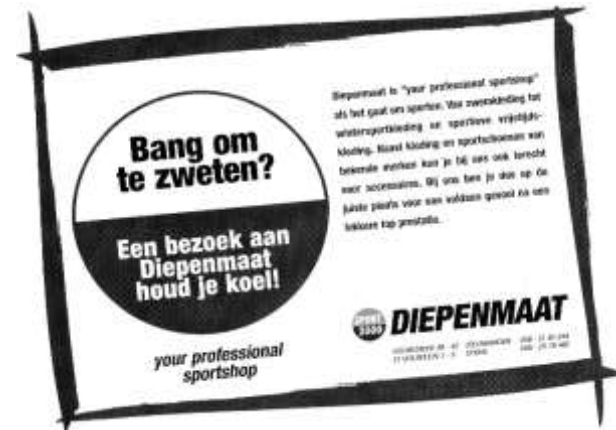 Bang om
te zweten?
Een bezoek aan
Diepenmaat
houd je koel!
your professional
sportshop
Diepenmaat is "your professional sportshop"
als het gaat om sporten. Van zwemkleding tot
wintersportkleding en sportieve vrijetijds-
kleding. Naast kleding en sportschoenen van
bekende merken kun je bij ons ook terecht
voor accessoires. Bij ons ben je dus op de
juiste plaats voor een voldaan gevoel na een
lekkere top prestatie.
SPORT
2000
DIEPENMAAT